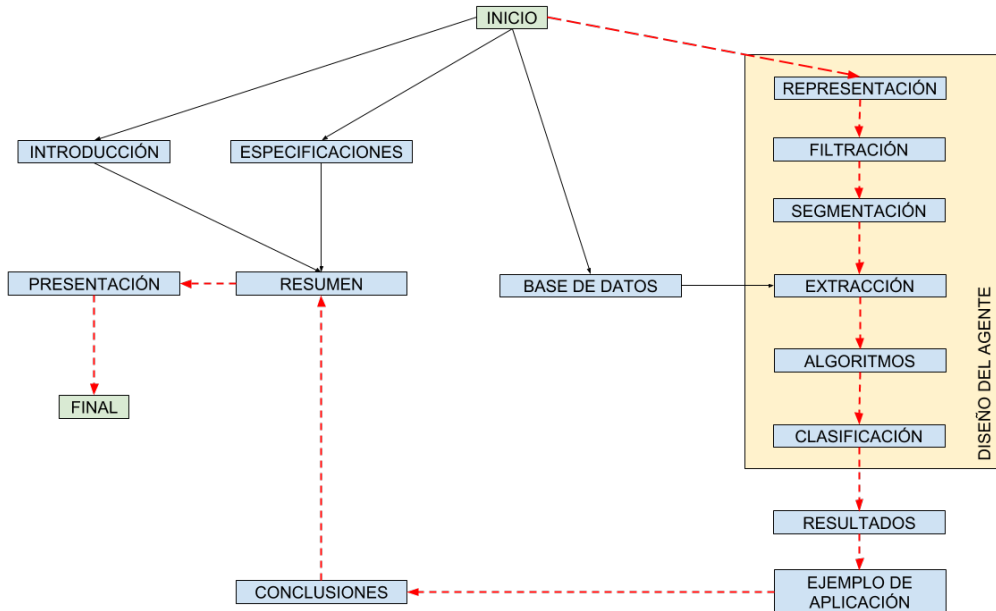 INICIO
REPRESENTACIÓN
INTRODUCCIÓN
ESPECIFICACIONES
FILTRACIÓN
SEGMENTACIÓN
PRESENTACIÓN
RESUMEN
BASE DE DATOS
EXTRACCIÓN
ALGORITMOS
FINAL
CLASIFICACIÓN
DISEÑO DEL AGENTE
RESULTADOS
CONCLUSIONES
EJEMPLO DE
APLICACIÓN